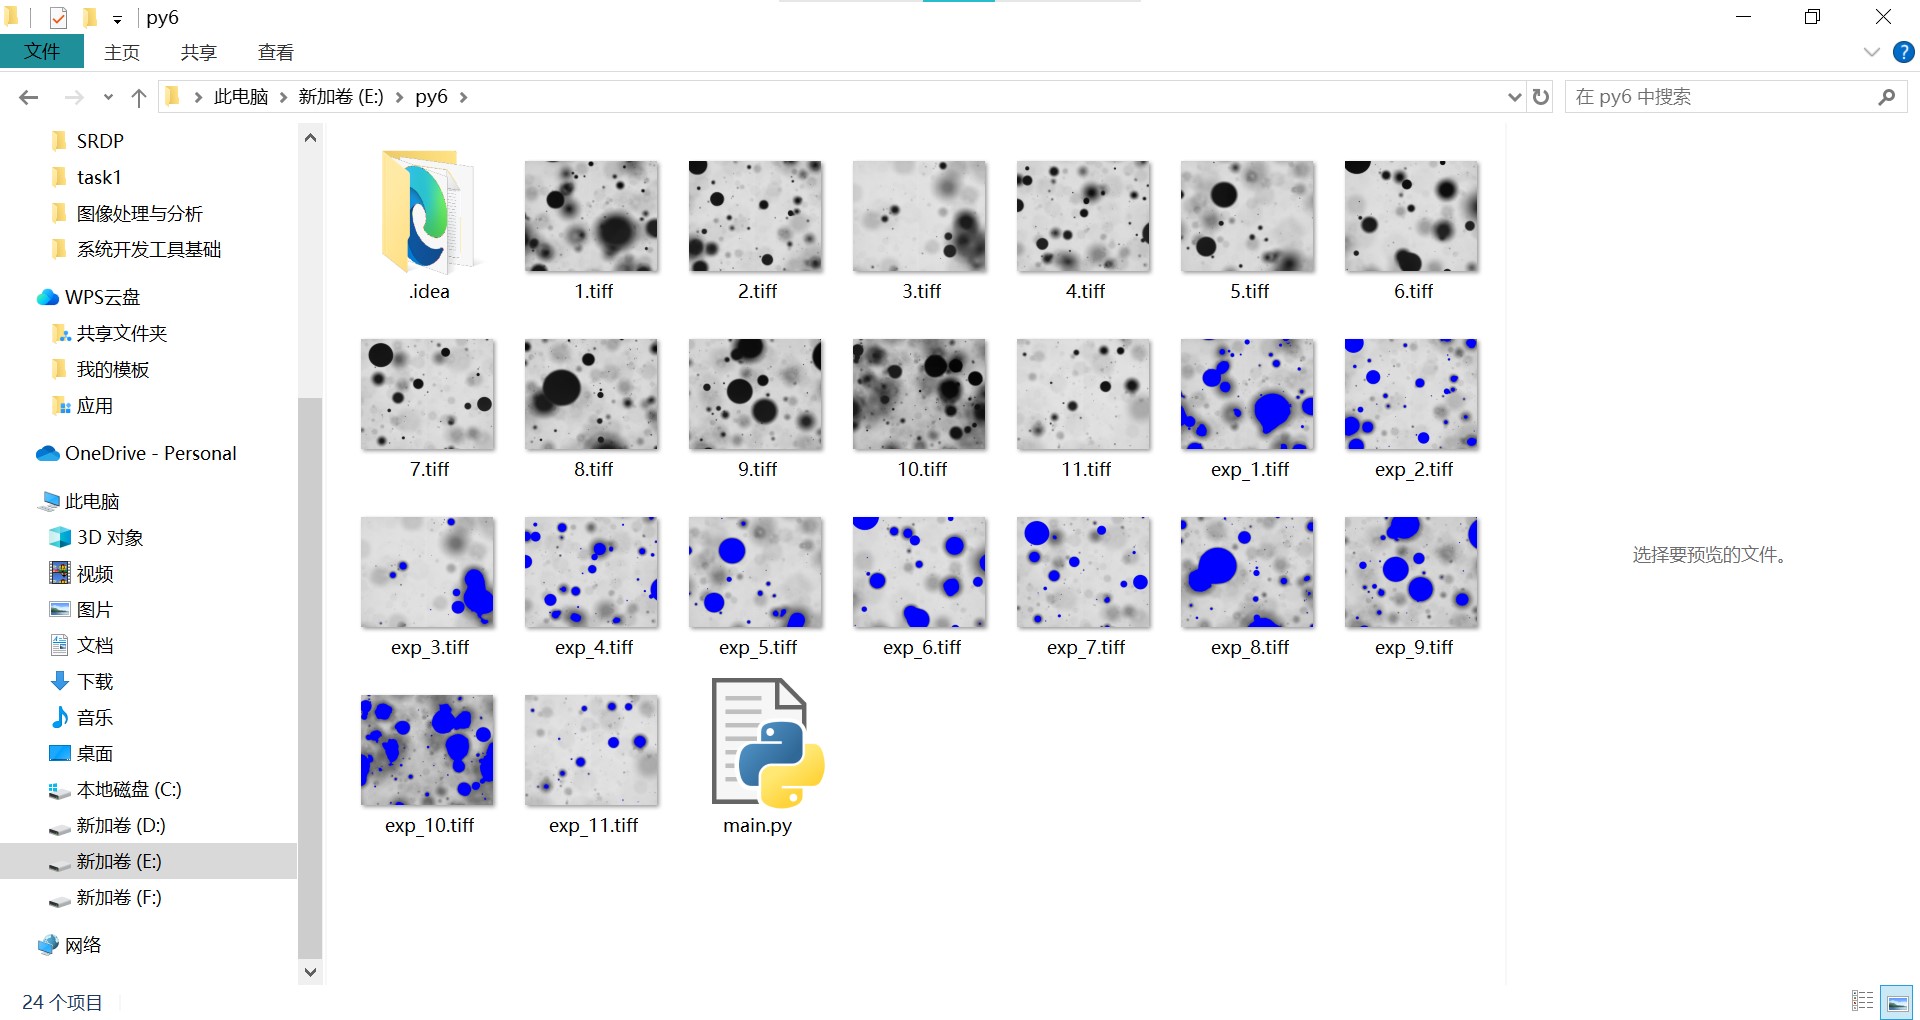 py6
文件 主页 共享 查看
此电脑 新加卷 (E:) py6
在 py6 中搜索
SRDP
task1
图像处理与分析
系统开发工具基础
WPS云盘
共享文件夹
我的模板
应用
OneDrive - Personal
此电脑
3D 对象
视频
图片
文档
下载
音乐
桌面
本地磁盘 (C:)
新加卷 (D:)
新加卷 (E:)
新加卷 (F:)
网络
.idea 1.tiff 2.tiff 3.tiff 4.tiff 5.tiff 6.tiff
7.tiff 8.tiff 9.tiff 10.tiff 11.tiff exp_1.tiff exp_2.tiff
exp_3.tiff exp_4.tiff exp_5.tiff exp_6.tiff exp_7.tiff exp_8.tiff exp_9.tiff
exp_10.tiff exp_11.tiff main.py
选择要预览的文件。
24 个项目